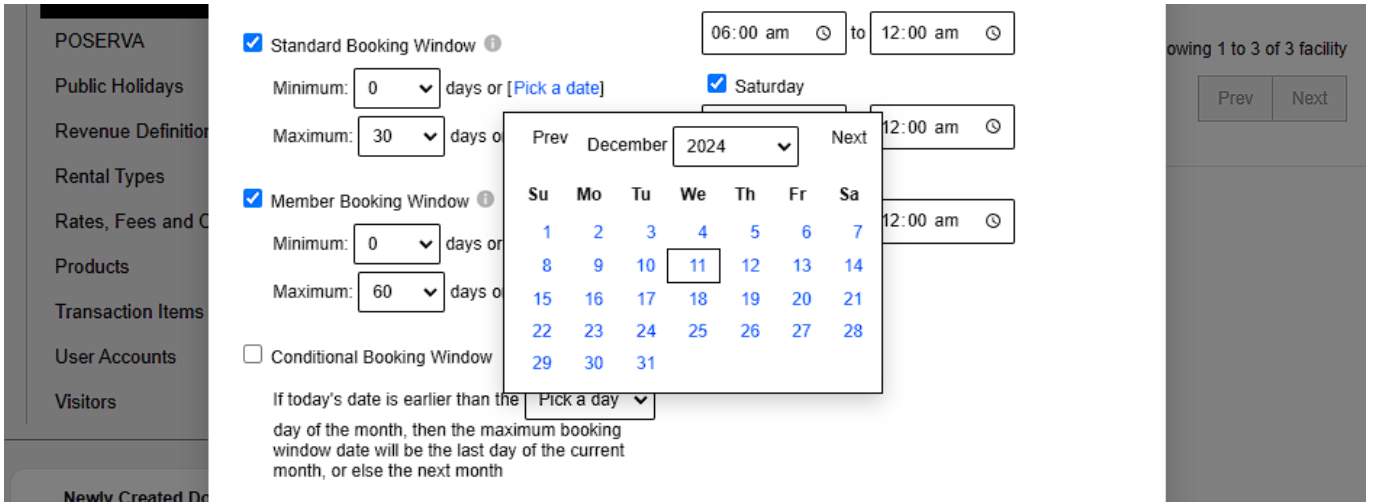 POSERVA
Public Holidays
Revenue Definition
Rental Types
Rates, Fees and
Products
Transaction Items
User Accounts
Visitors
Newly Created
Standard Booking Window
Minimum: 0 days or [Pick a date]
Maximum: 30 days
Member Booking Window
Minimum: 0 days or
Maximum: 60 days
Conditional Booking Window
If today's date is earlier than the Pick a day
day of the month, then the maximum booking
window date will be the last day of the current
month, or else the next month
06:00 am to 12:00 am
Saturday
12:00 am
12:00 am
Prev December 2024 Next
Su Mo Tu We Th Fr Sa
1 2 3 4 5 6 7
8 9 10 11 12 13 14
15 16 17 18 19 20 21
22 23 24 25 26 27 28
29 30 31
owing 1 to 3 of 3 facility
Prev Next